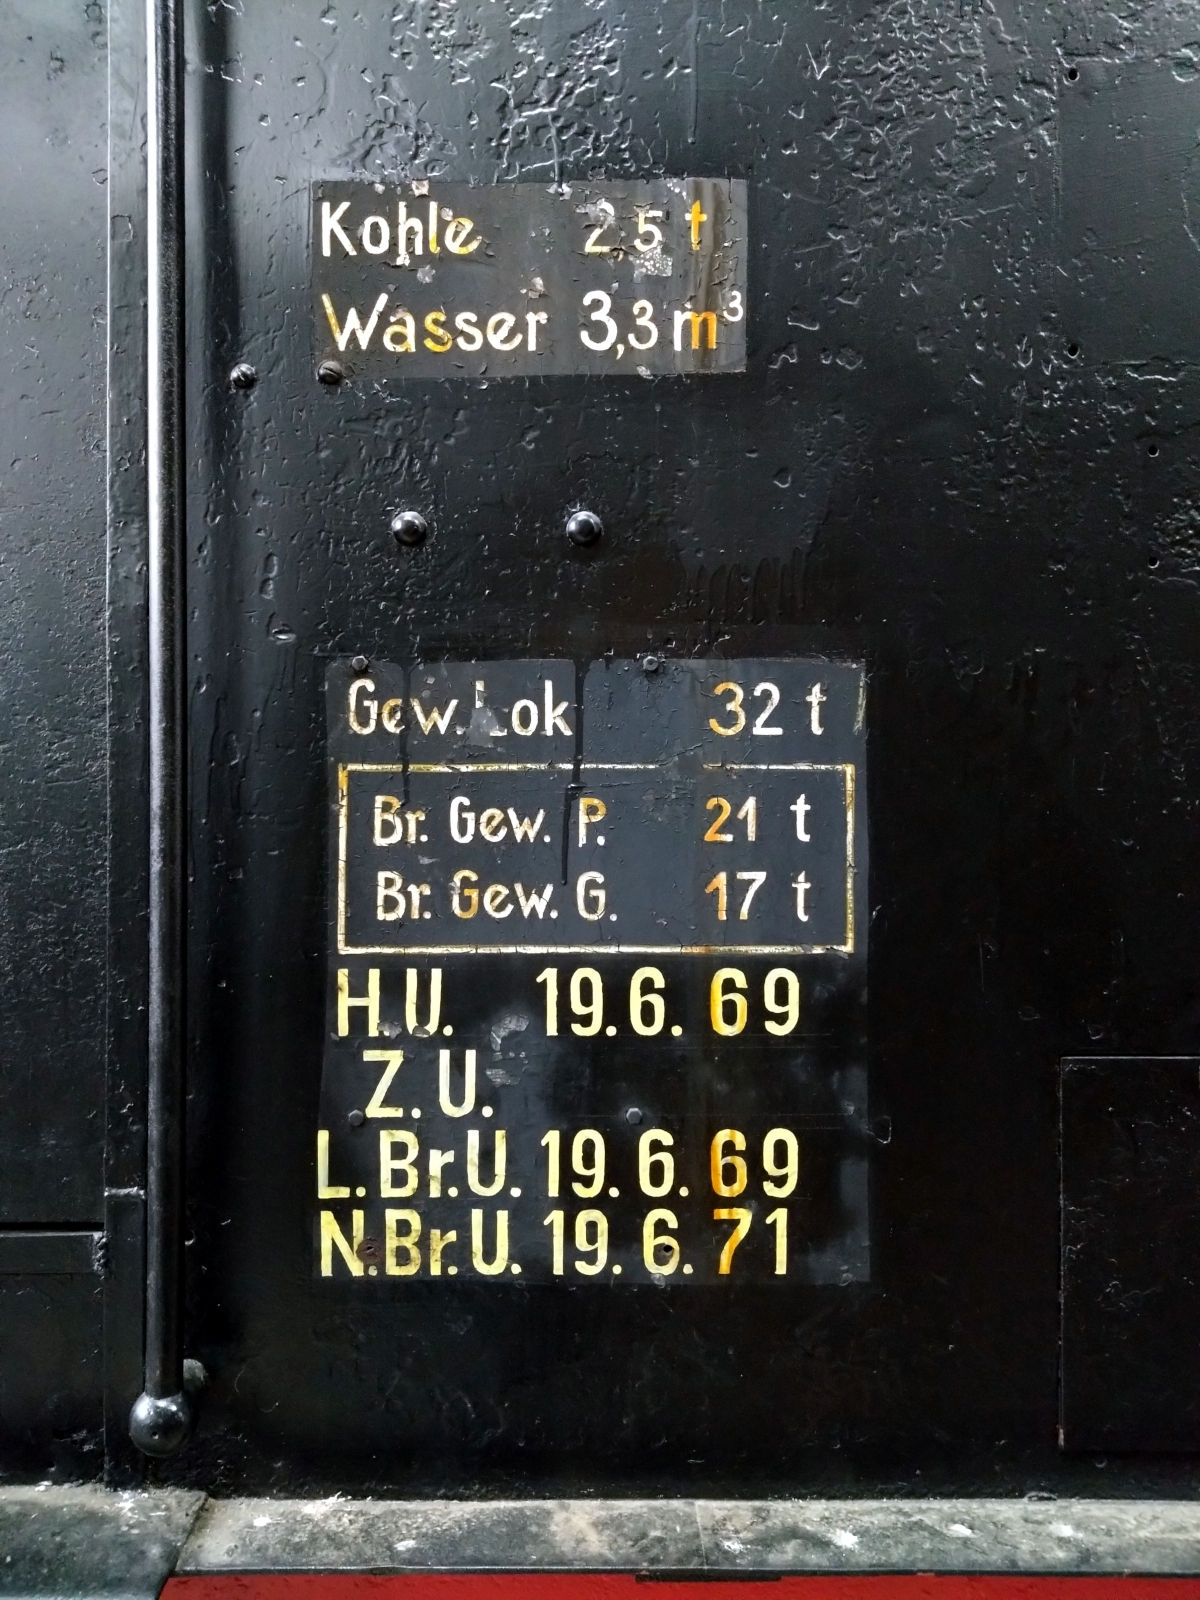 Kohle 2,5 t
Wasser 3,3 m³
Gew. Lok 32 t
Br. Gew. P. 21 t
Br. Gew. G. 17 t
H.U. 19.6.69
Z.U.
L.Br.U. 19.6.69
N.Br.U. 19.6.71